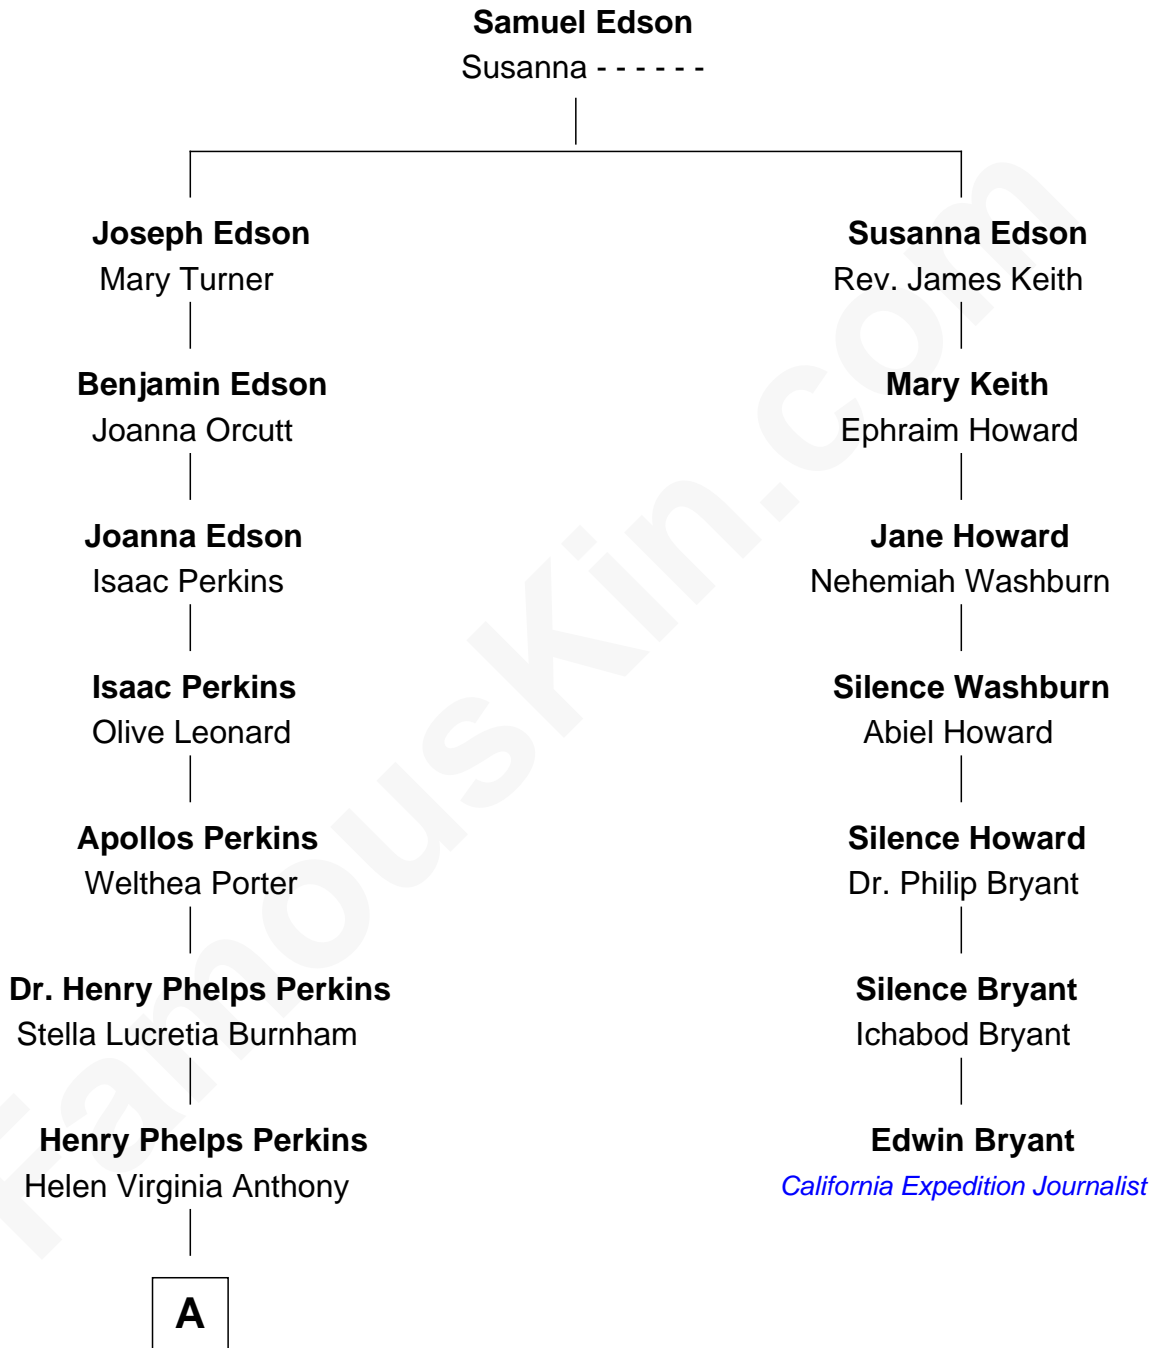 Samuel Edson
Susanna - - - - - -
Joseph Edson
Mary Turner
Susanna Edson
Rev. James Keith
Benjamin Edson
Joanna Orcutt
Mary Keith
Ephraim Howard
Joanna Edson
Isaac Perkins
Jane Howard
Nehemiah Washburn
Isaac Perkins
Olive Leonard
Silence Washburn
Abiel Howard
Apollos Perkins
Welthea Porter
Silence Howard
Dr. Philip Bryant
Dr. Henry Phelps Perkins
Stella Lucretia Burnham
Silence Bryant
Ichabod Bryant
Henry Phelps Perkins
Helen Virginia Anthony
Edwin Bryant
California Expedition Journalist
A
FamousKin.com